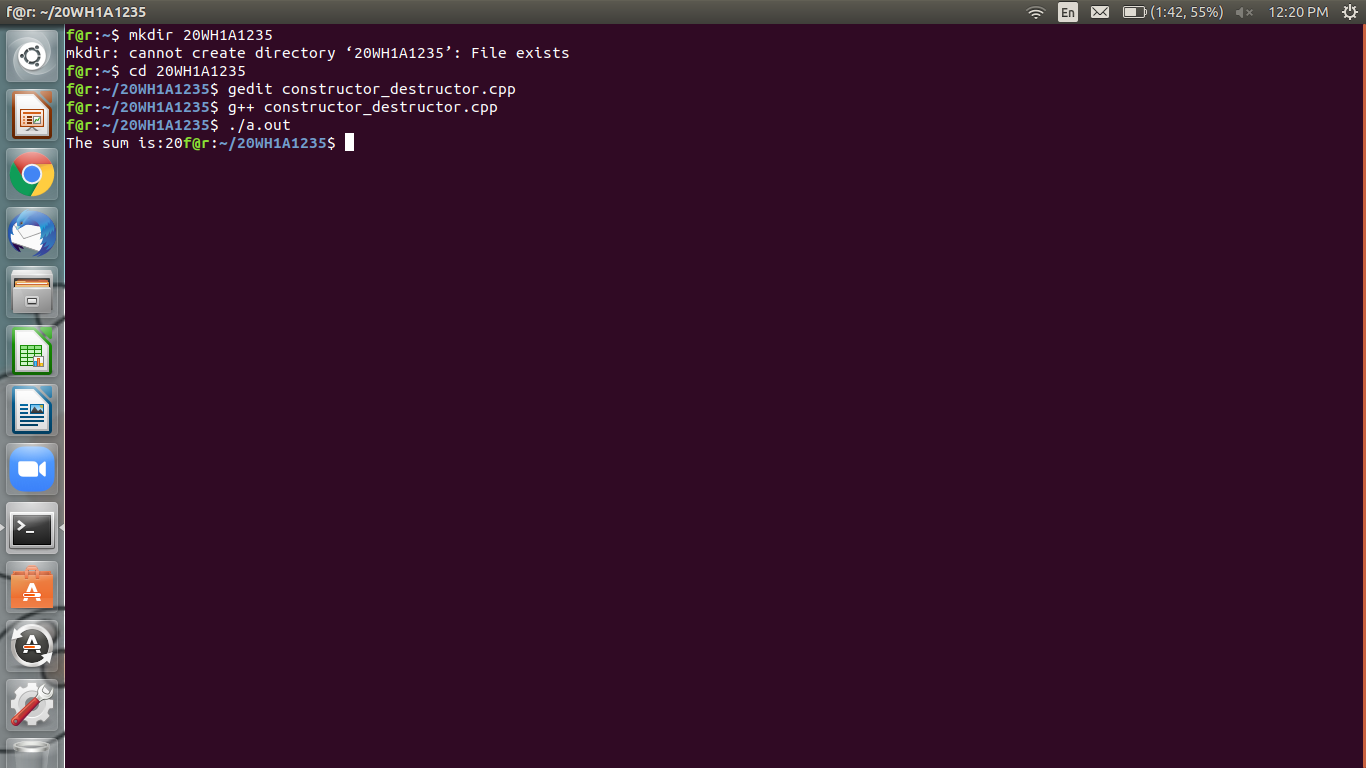 f@r: ~/20WH1A1235
En
(1:42, 55%)
12:20 PM
f@r:~$ mkdir 20WH1A1235
mkdir: cannot create directory ‘20WH1A1235’: File exists
f@r:~$ cd 20WH1A1235
f@r:~/20WH1A1235$ gedit constructor_destructor.cpp
f@r:~/20WH1A1235$ g++ constructor_destructor.cpp
f@r:~/20WH1A1235$ ./a.out
The sum is:20f@r:~/20WH1A1235$